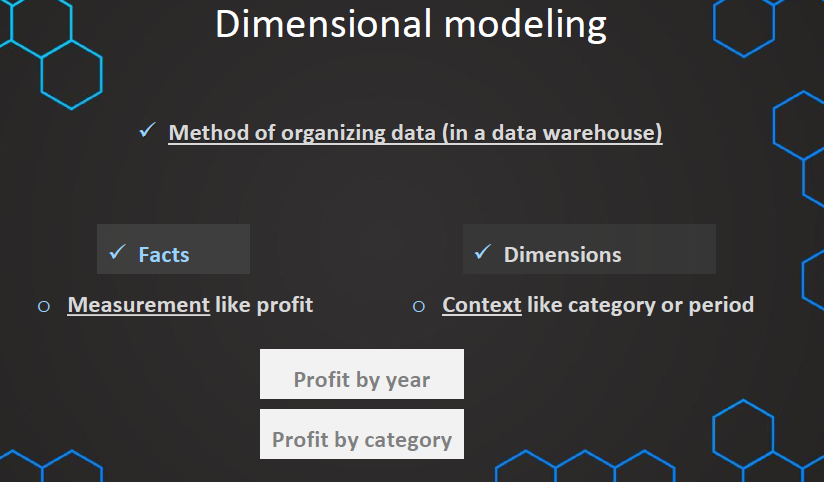 Dimensional modeling
✓ Method of organizing data (in a data warehouse)
✓ Facts
○ Measurement like profit
✓ Dimensions
○ Context like category or period
Profit by year
Profit by category